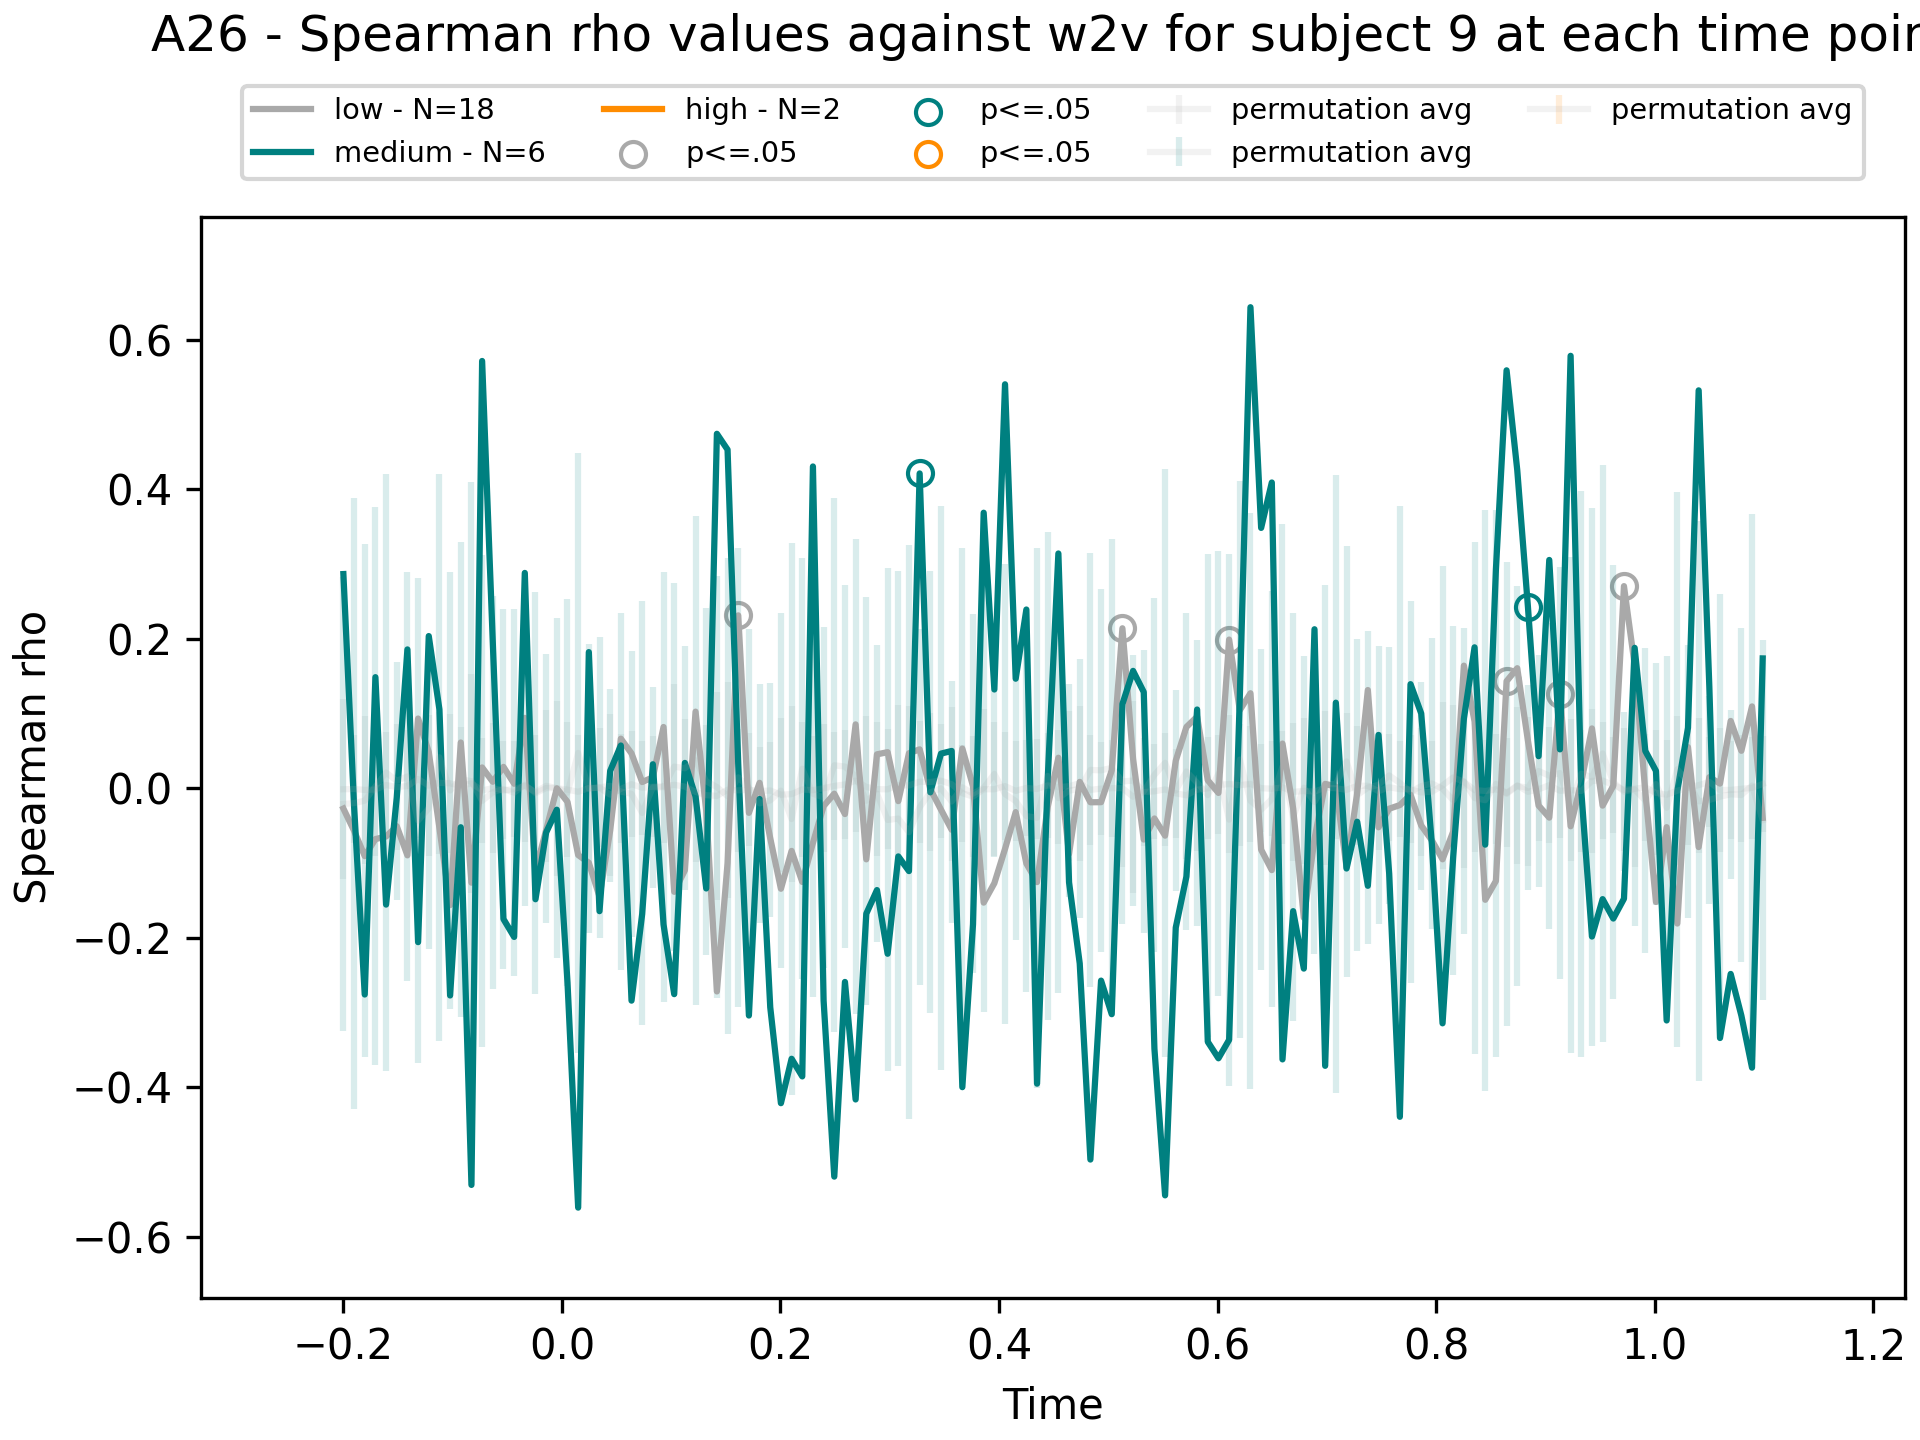 A26 - Spearman rho values against w2v for subject 9 at each time poin
low - N=18
medium - N=6
high - N=2
p<=.05
p<=.05
p<=.05
permutation avg
permutation avg
permutation avg
Spearman rho
0.6
0.4
0.2
0.0
−0.2
−0.4
−0.6
−0.2
0.0
0.2
0.4
0.6
0.8
1.0
1.2
Time